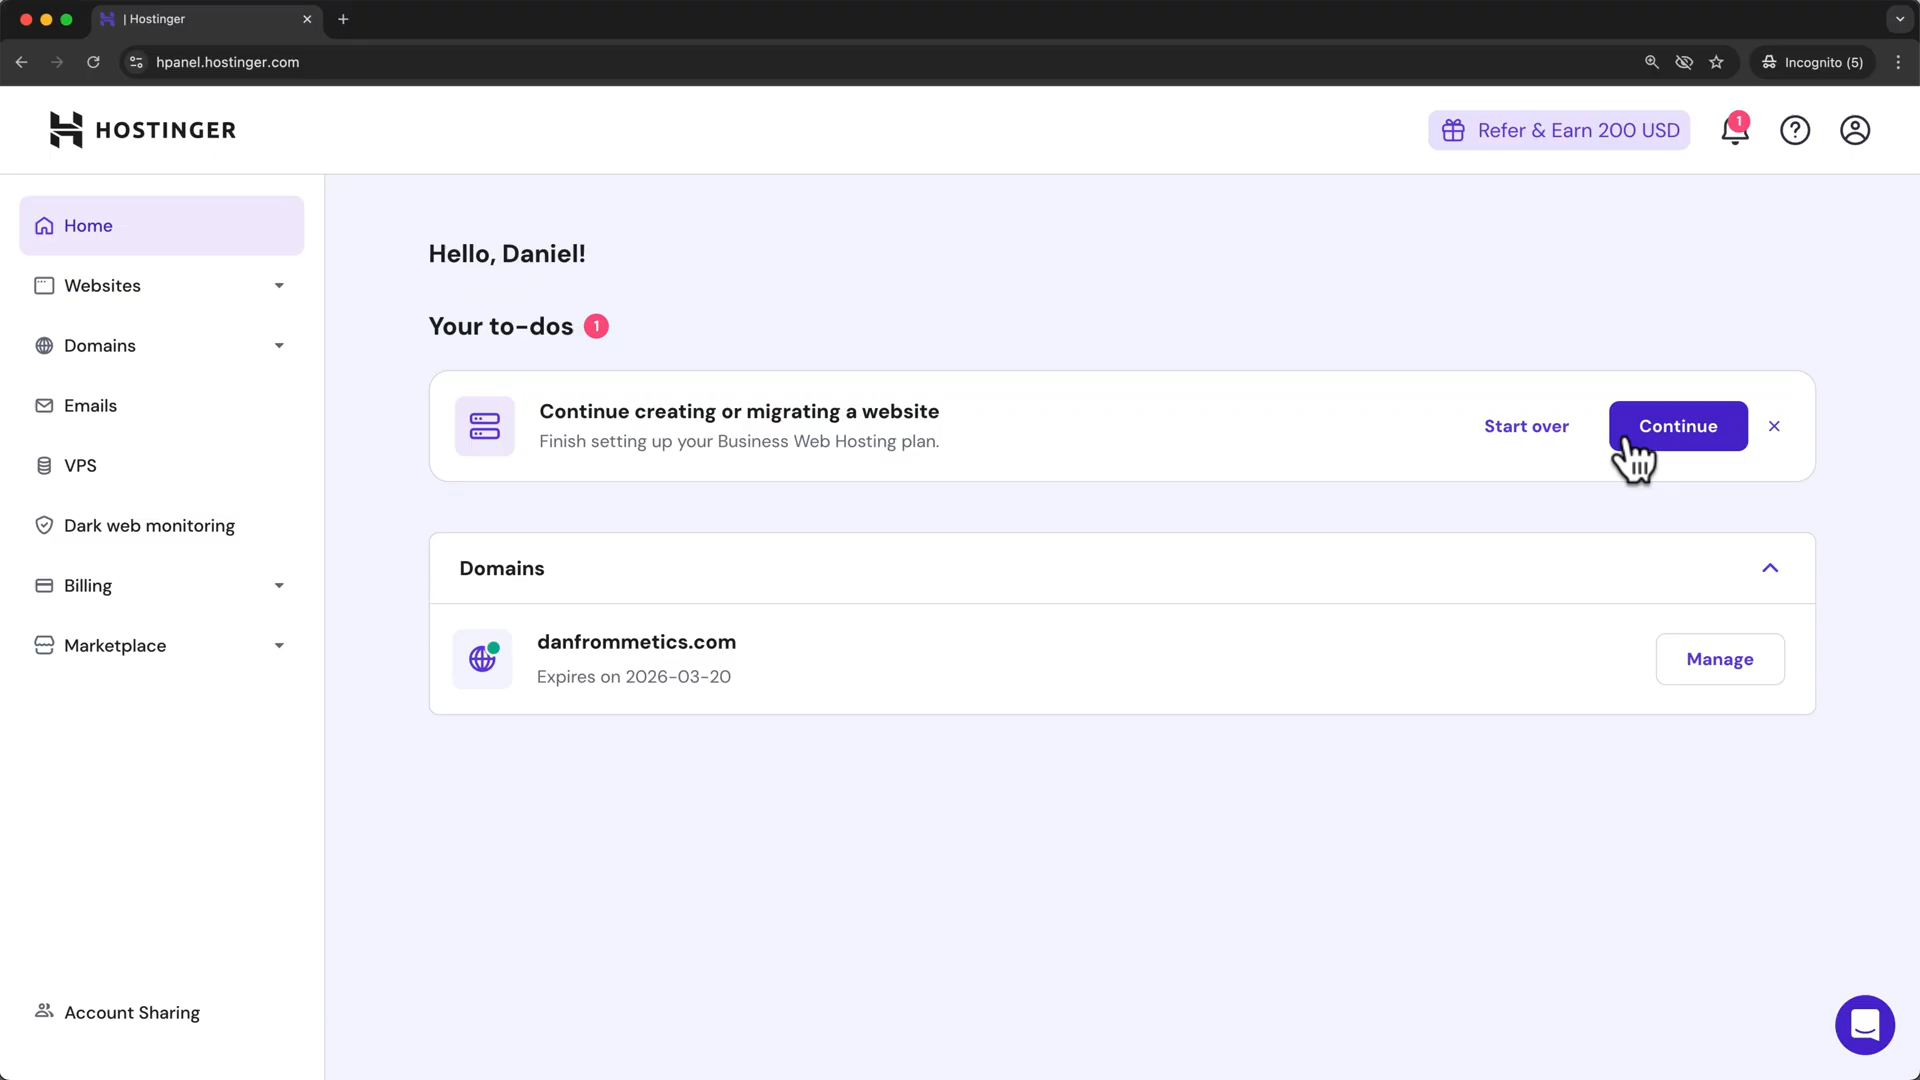 | Hostinger
hpanel.hostinger.com
Incognito (5)
HOSTINGER
Refer & Earn 200 USD
1
Home
Websites
Domains
Emails
VPS
Dark web monitoring
Billing
Marketplace
Account Sharing
Hello, Daniel!
Your to-dos 1
Continue creating or migrating a website
Finish setting up your Business Web Hosting plan.
Start over
Continue
Domains
danfrommetics.com
Expires on 2026-03-20
Manage